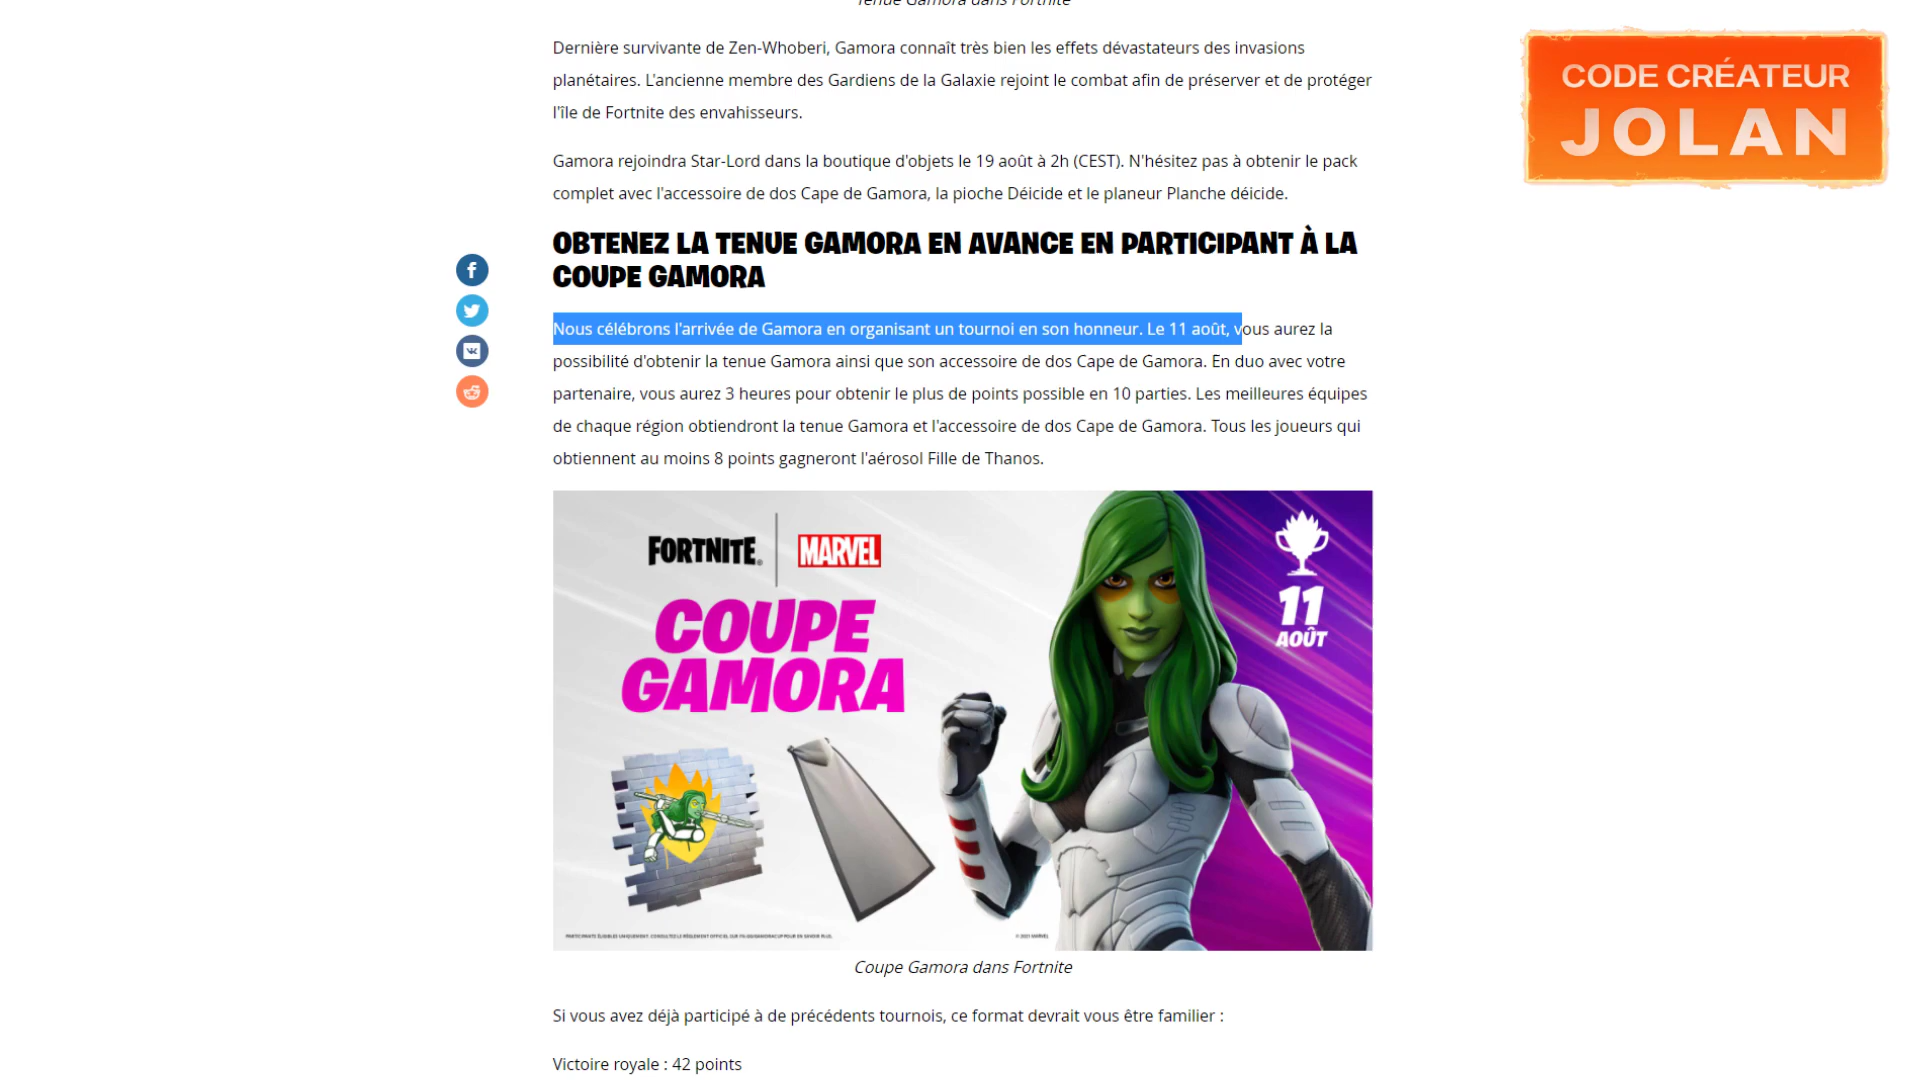 Tenue Gamora dans Fortnite
Dernière survivante de Zen-Whoberi, Gamora connaît très bien les effets dévastateurs des invasions
planétaires. L'ancienne membre des Gardiens de la Galaxie rejoint le combat afin de préserver et de protéger
l'île de Fortnite des envahisseurs.
CODE CRÉATEUR
JOLAN
Gamora rejoindra Star-Lord dans la boutique d'objets le 19 août à 2h (CEST). N'hésitez pas à obtenir le pack
complet avec l'accessoire de dos Cape de Gamora, la pioche Déicide et le planeur Planche déicide.
OBTENEZ LA TENUE GAMORA EN AVANCE EN PARTICIPANT À LA
COUPE GAMORA
Nous célébrons l'arrivée de Gamora en organisant un tournoi en son honneur. Le 11 août, vous aurez la
possibilité d'obtenir la tenue Gamora ainsi que son accessoire de dos Cape de Gamora. En duo avec votre
partenaire, vous aurez 3 heures pour obtenir le plus de points possible en 10 parties. Les meilleures équipes
de chaque région obtiendront la tenue Gamora et l'accessoire de dos Cape de Gamora. Tous les joueurs qui
obtiennent au moins 8 points gagneront l'aérosol Fille de Thanos.
FORTNITE
MARVEL
COUPE
GAMORA
11
AOÛT
© 2021 MARVEL
Coupe Gamora dans Fortnite
Si vous avez déjà participé à de précédents tournois, ce format devrait vous être familier :
Victoire royale : 42 points